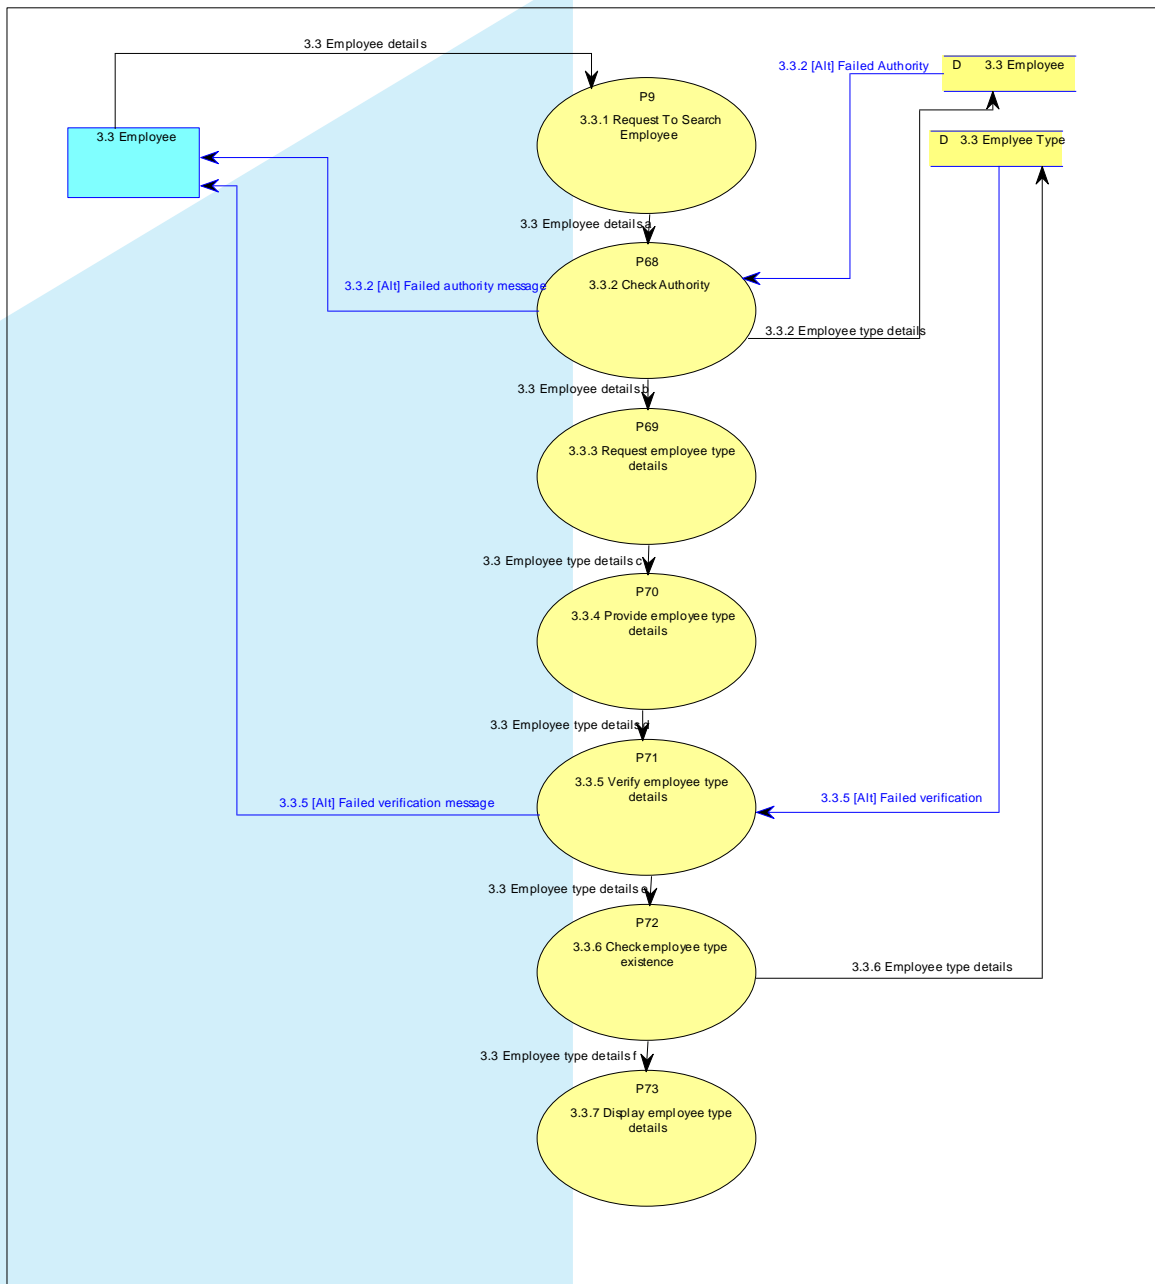 3.3 Employee details
3.3.2 [Alt] Failed Authority
D 3.3 Employee
P9
3.3.1 Request To Search
Employee
3.3 Employee
D 3.3 Emplyee Type
3.3 Employee details a
P68
3.3.2 Check Authority
3.3.2 [Alt] Failed authority message
3.3.2 Employee type details
3.3 Employee details b
P69
3.3.3 Request employee type
details
3.3 Employee type details c
P70
3.3.4 Provide employee type
details
3.3 Employee type details d
P71
3.3.5 Verify employee type
details
3.3.5 [Alt] Failed verification message
3.3.5 [Alt] Failed verification
3.3 Employee type details e
P72
3.3.6 Check employee type
existence
3.3.6 Employee type details
3.3 Employee type details f
P73
3.3.7 Display employee type
details